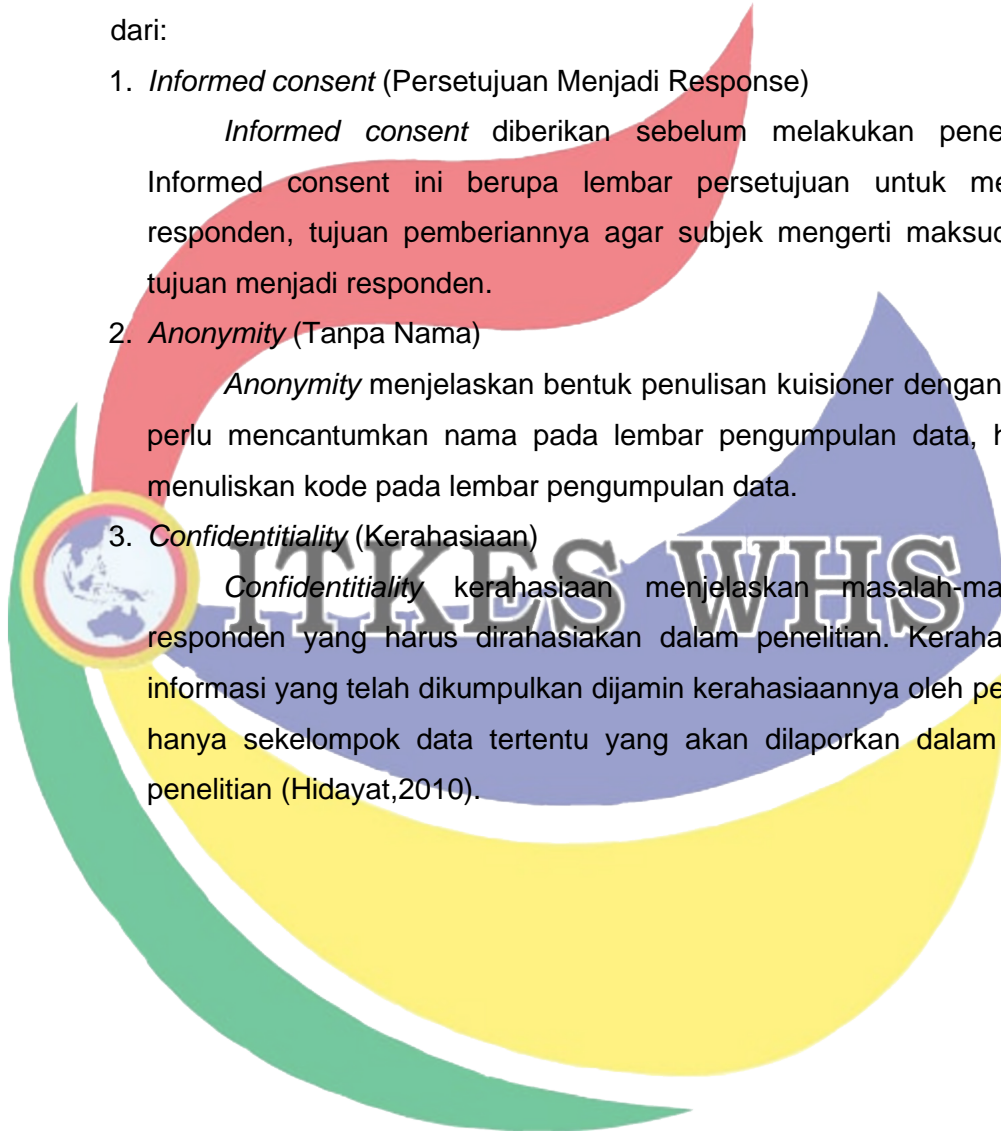 dari:
1. Informed consent (Persetujuan Menjadi Response)
Informed consent diberikan sebelum melakukan pene
Informed consent ini berupa lembar persetujuan untuk me
responden, tujuan pemberiannya agar subjek mengerti maksud
tujuan menjadi responden.
2. Anonymity (Tanpa Nama)
Anonymity menjelaskan bentuk penulisan kuisioner dengan
perlu mencantumkan nama pada lembar pengumpulan data, h
menuliskan kode pada lembar pengumpulan data.
3. Confidentitiality (Kerahasiaan)
ITKES WHS
Confidentitiality kerahasiaan menjelaskan masalah-ma
responden yang harus dirahasiakan dalam penelitian. Keraha
informasi yang telah dikumpulkan dijamin kerahasiaannya oleh pe
hanya sekelompok data tertentu yang akan dilaporkan dalam
penelitian (Hidayat,2010).